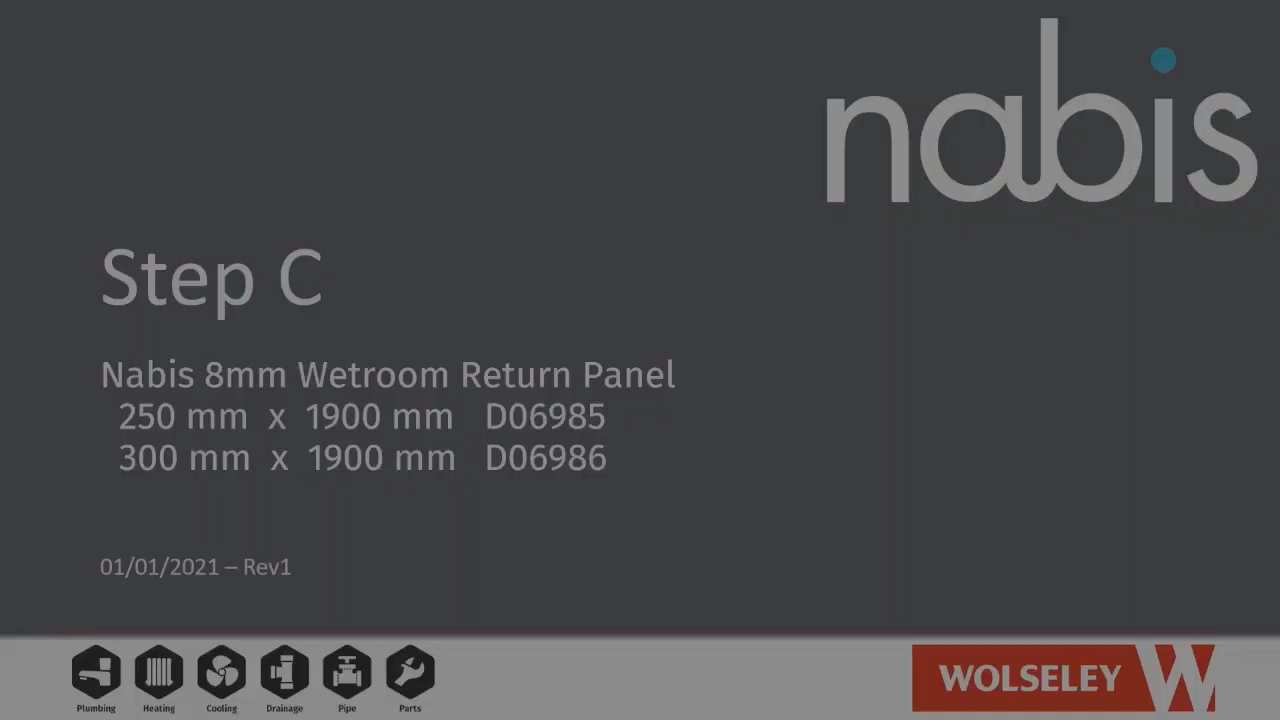 nabis
Step C
Nabis 8mm Wetroom Return Panel
250 mm x 1900 mm D06985
300 mm x 1900 mm D06986
01/01/2021 – Rev1
Plumbing Heating Cooling Drainage Pipe Parts
WOLSELEY W